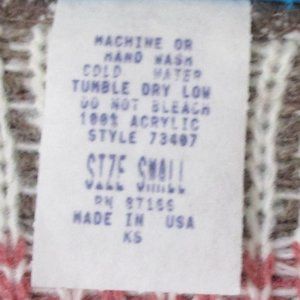 MACHINE OR
HAND WASH
COLD WATER
TUMBLE DRY LOW
DO NOT BLEACH
100% ACRYLIC
STYLE 73407
SIZE SMALL
RN 87166
MADE IN USA
KS